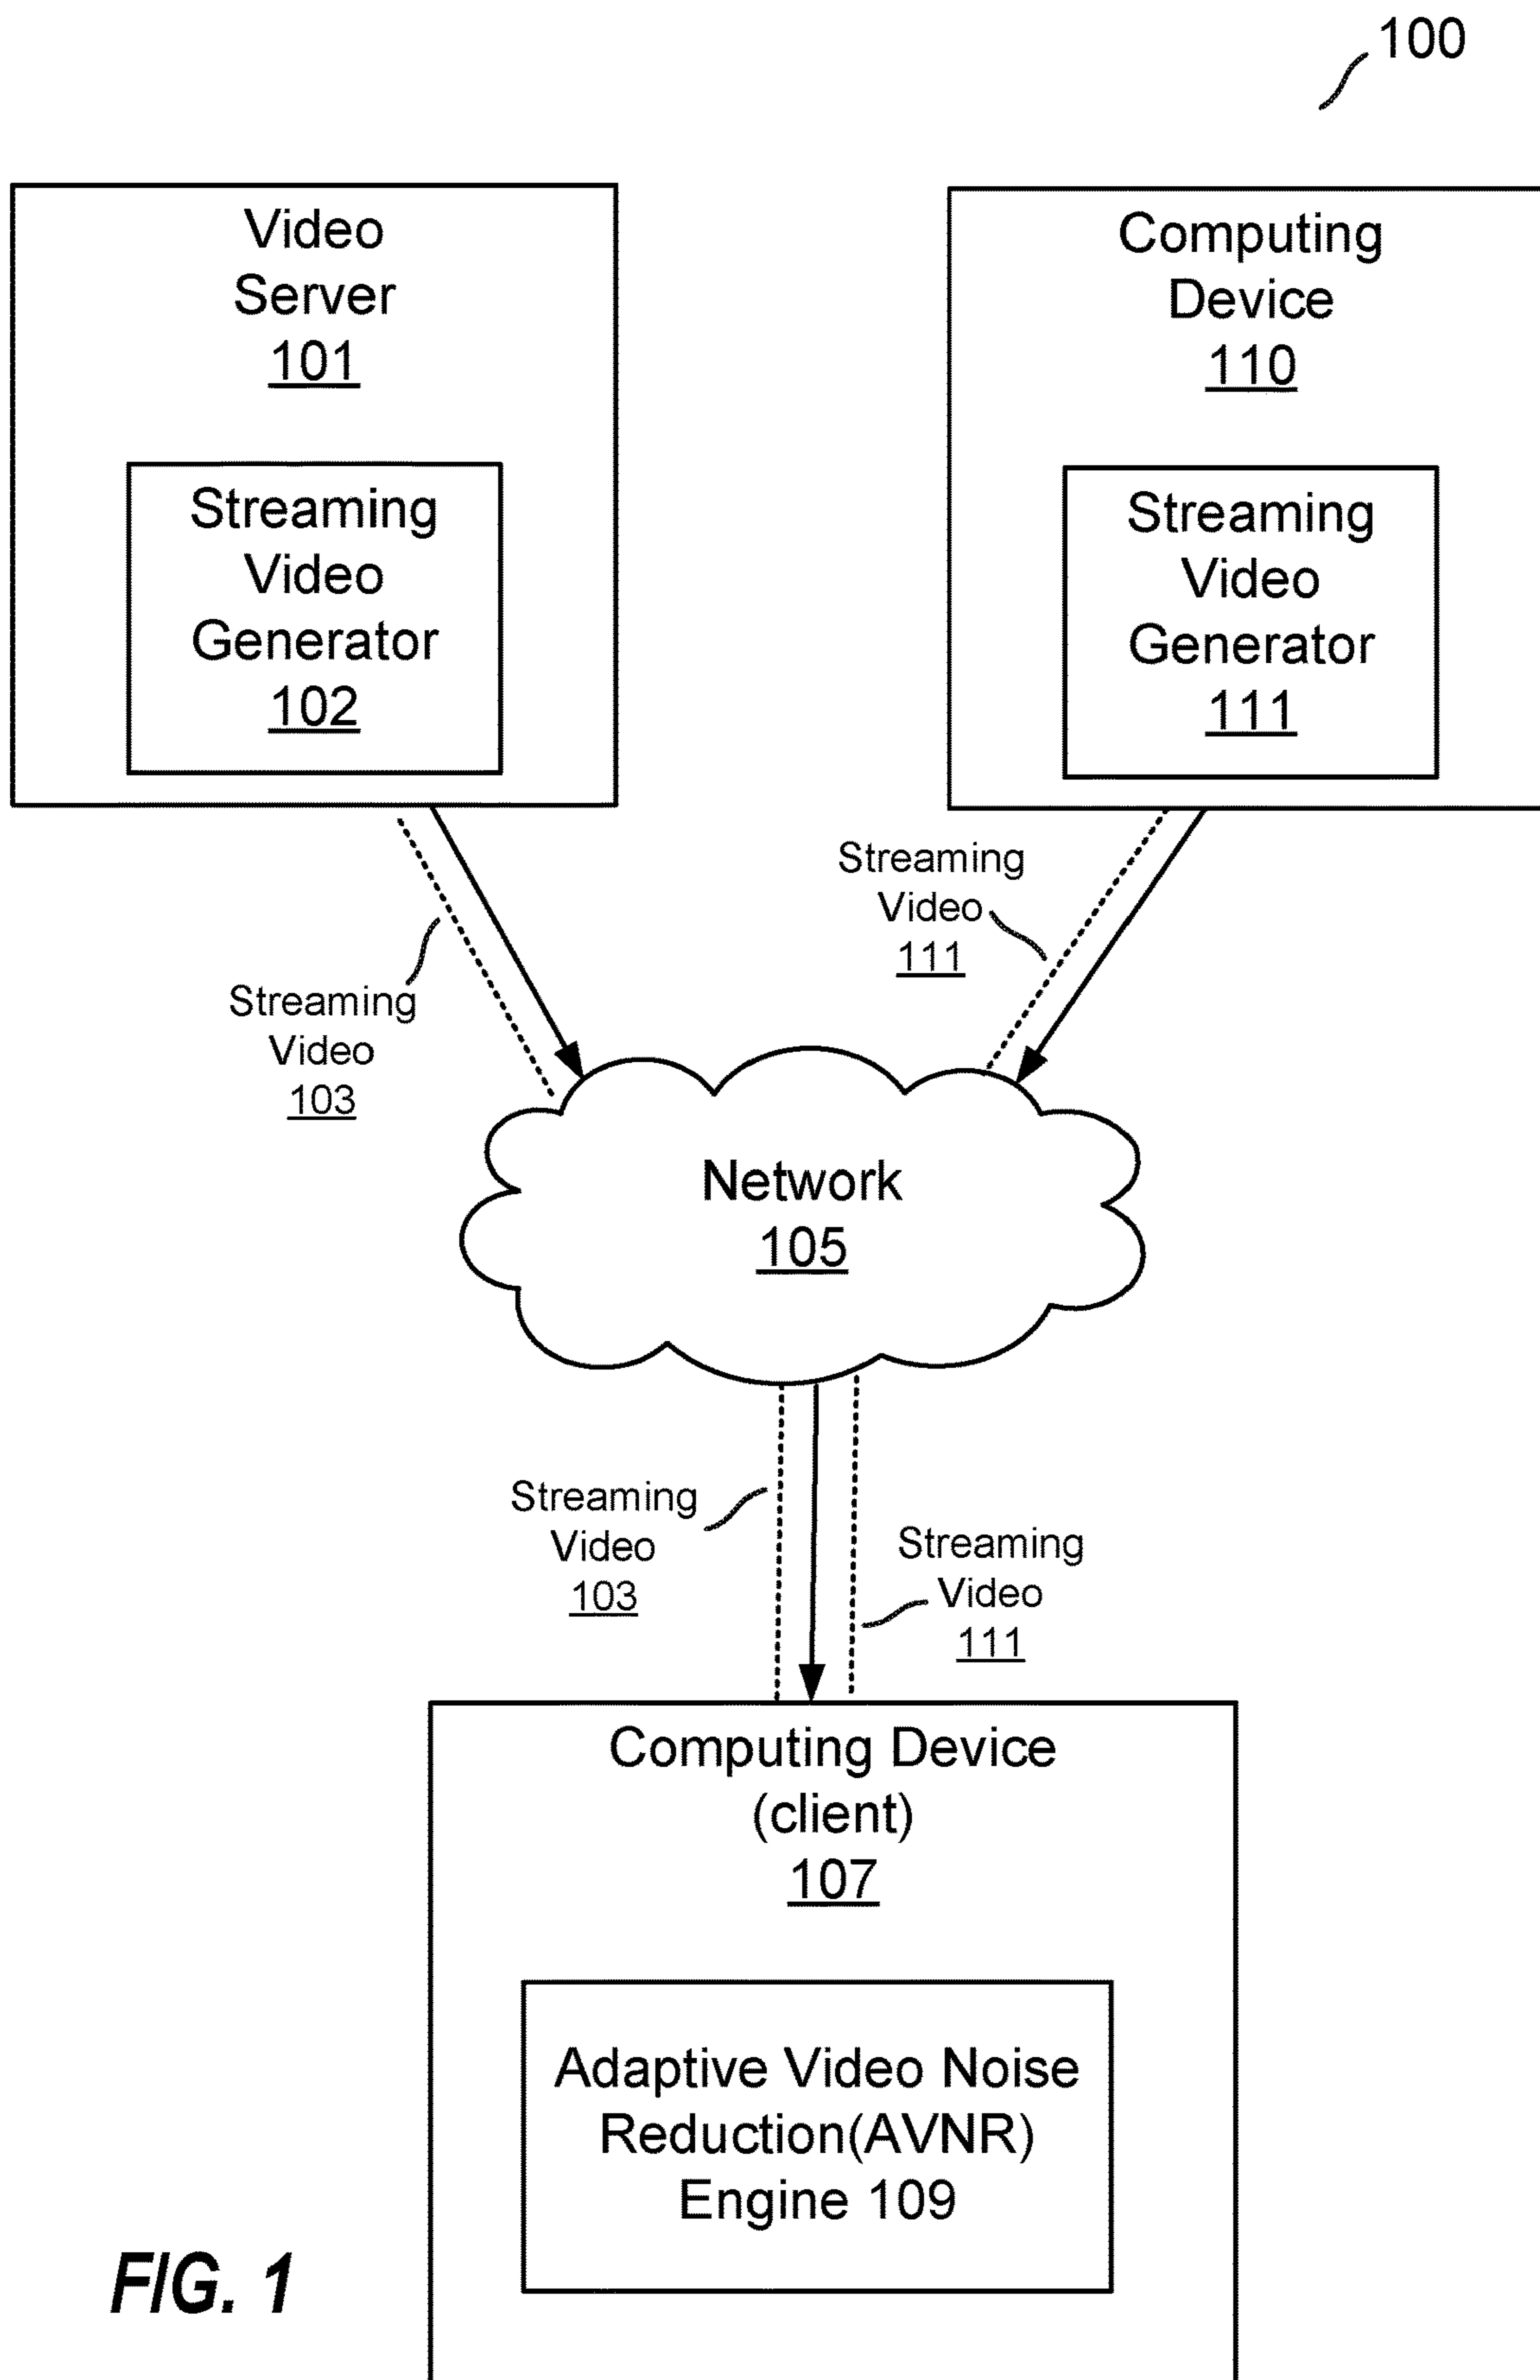 100
Video
Server
101
Streaming
Video
Generator
102
Computing
Device
110
Streaming
Video
Generator
111
Streaming
Video
103
Streaming
Video
111
Network
105
Streaming
Video
103
Streaming
Video
111
Computing Device
(client)
107
Adaptive Video Noise
Reduction(AVNR)
Engine 109
FIG. 1